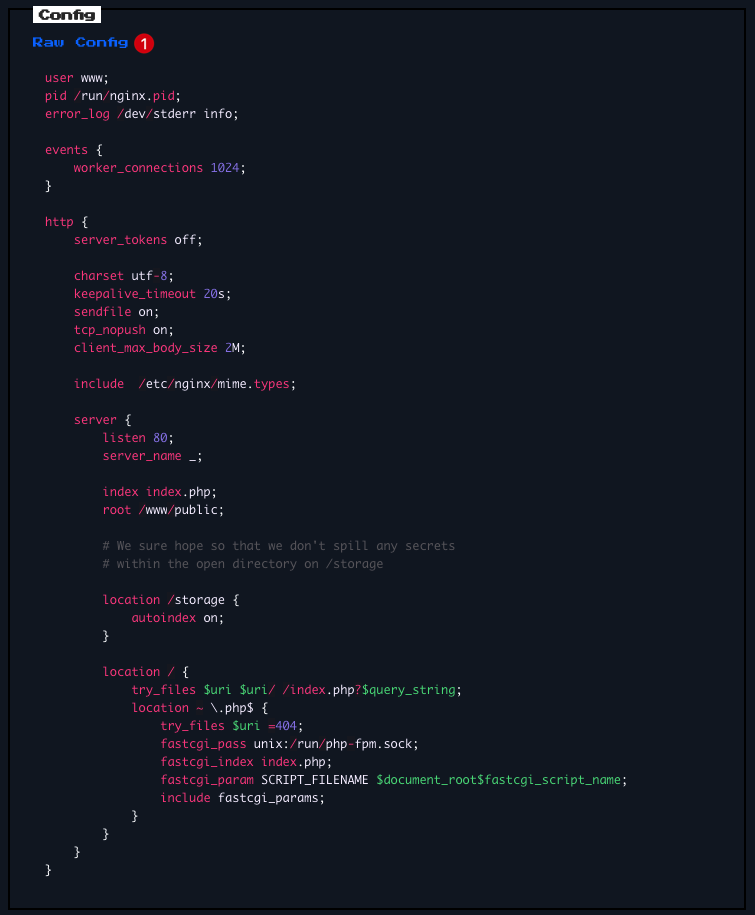 Config
Raw Config 1
user www;
pid /run/nginx.pid;
error_log /dev/stderr info;
events {
    worker_connections 1024;
}
http {
    server_tokens off;
    charset utf-8;
    keepalive_timeout 20s;
    sendfile on;
    tcp_nopush on;
    client_max_body_size 2M;
    include  /etc/nginx/mime.types;
    server {
        listen 80;
        server_name _;
        index index.php;
        root /www/public;
        # We sure hope so that we don't spill any secrets
        # within the open directory on /storage
        location /storage {
            autoindex on;
        }
        location / {
            try_files $uri $uri/ /index.php?$query_string;
            location ~ \.php$ {
                try_files $uri =404;
                fastcgi_pass unix:/run/php-fpm.sock;
                fastcgi_index index.php;
                fastcgi_param SCRIPT_FILENAME $document_root$fastcgi_script_name;
                include fastcgi_params;
            }
        }
    }
}